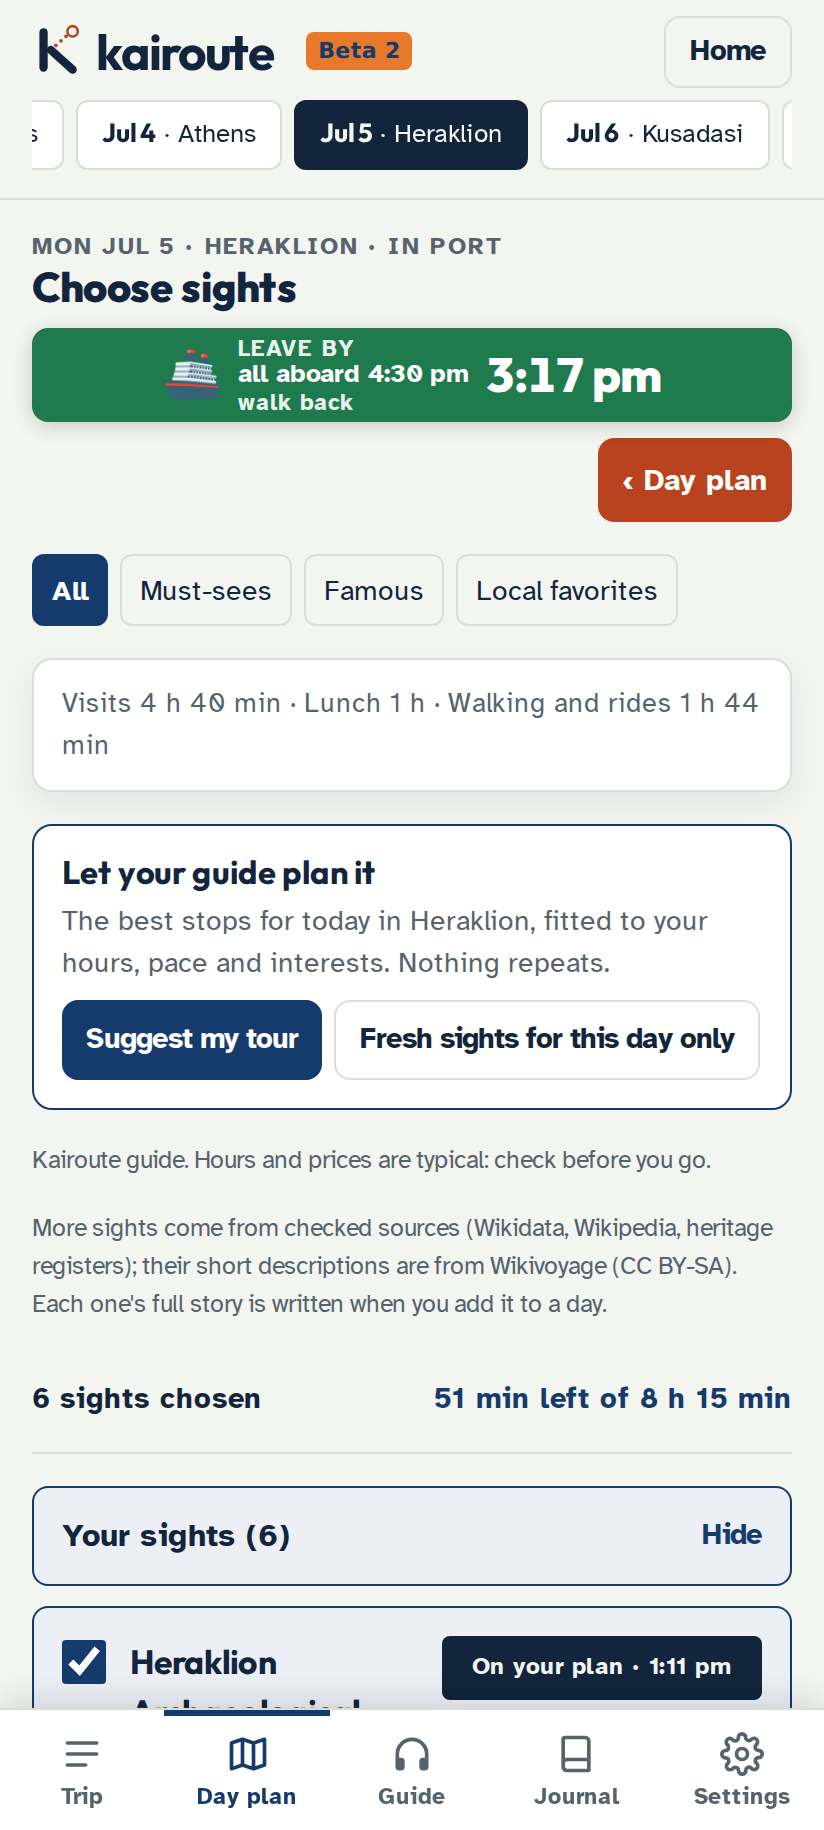 kairoute
Beta 2
Home
s
Jul 4 · Athens
Jul 5 · Heraklion
Jul 6 · Kusadasi
MON JUL 5 · HERAKLION · IN PORT
Choose sights
LEAVE BY
all aboard 4:30 pm
walk back
3:17 pm
‹ Day plan
All
Must-sees
Famous
Local favorites
Visits 4 h 40 min · Lunch 1 h · Walking and rides 1 h 44
min
Let your guide plan it
The best stops for today in Heraklion, fitted to your
hours, pace and interests. Nothing repeats.
Suggest my tour
Fresh sights for this day only
Kairoute guide. Hours and prices are typical: check before you go.
More sights come from checked sources (Wikidata, Wikipedia, heritage
registers); their short descriptions are from Wikivoyage (CC BY-SA).
Each one's full story is written when you add it to a day.
6 sights chosen
51 min left of 8 h 15 min
Your sights (6)
Hide
Heraklion
Archaeological
On your plan · 1:11 pm
Trip
Day plan
Guide
Journal
Settings